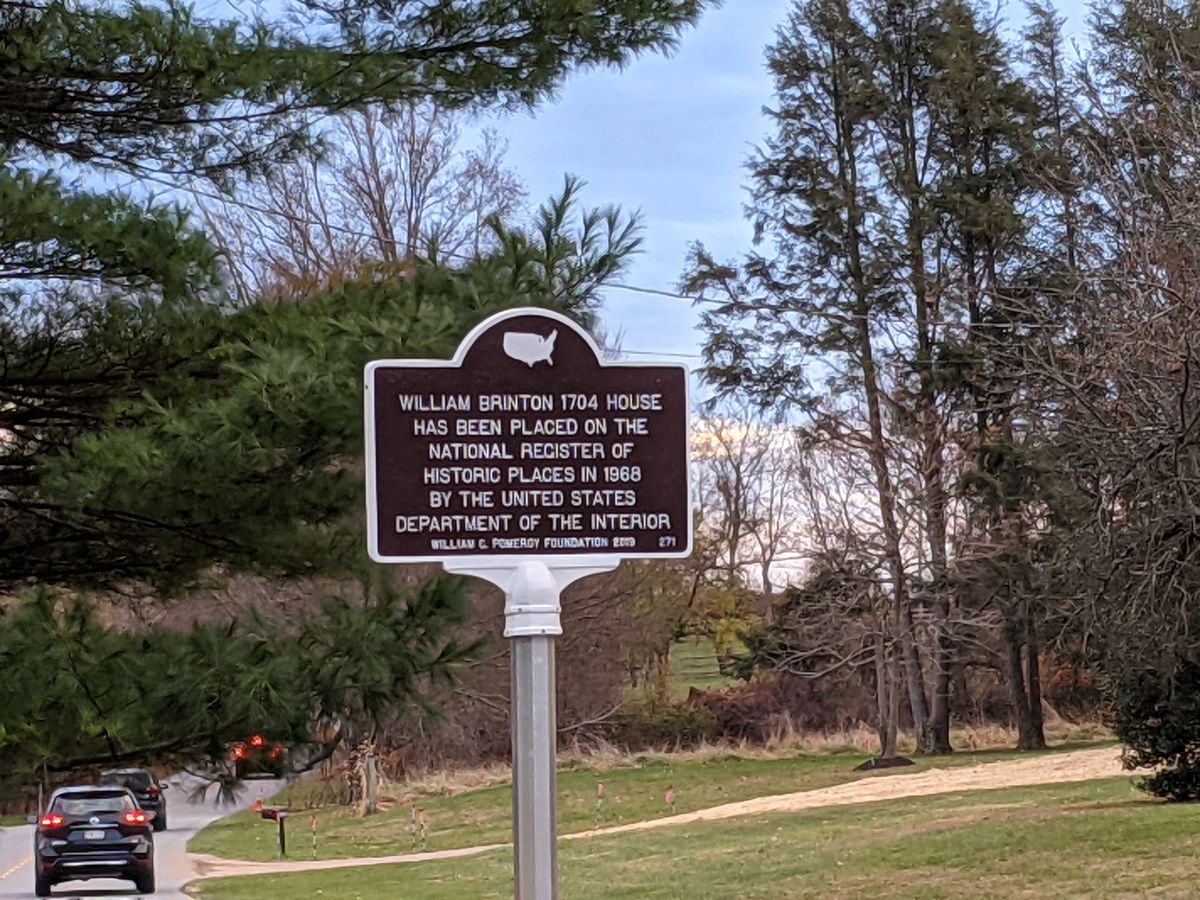 WILLIAM BRINTON 1704 HOUSE
HAS BEEN PLACED ON THE
NATIONAL REGISTER OF
HISTORIC PLACES IN 1968
BY THE UNITED STATES
DEPARTMENT OF THE INTERIOR
WILLIAM C. POMEROY FOUNDATION 2019 271